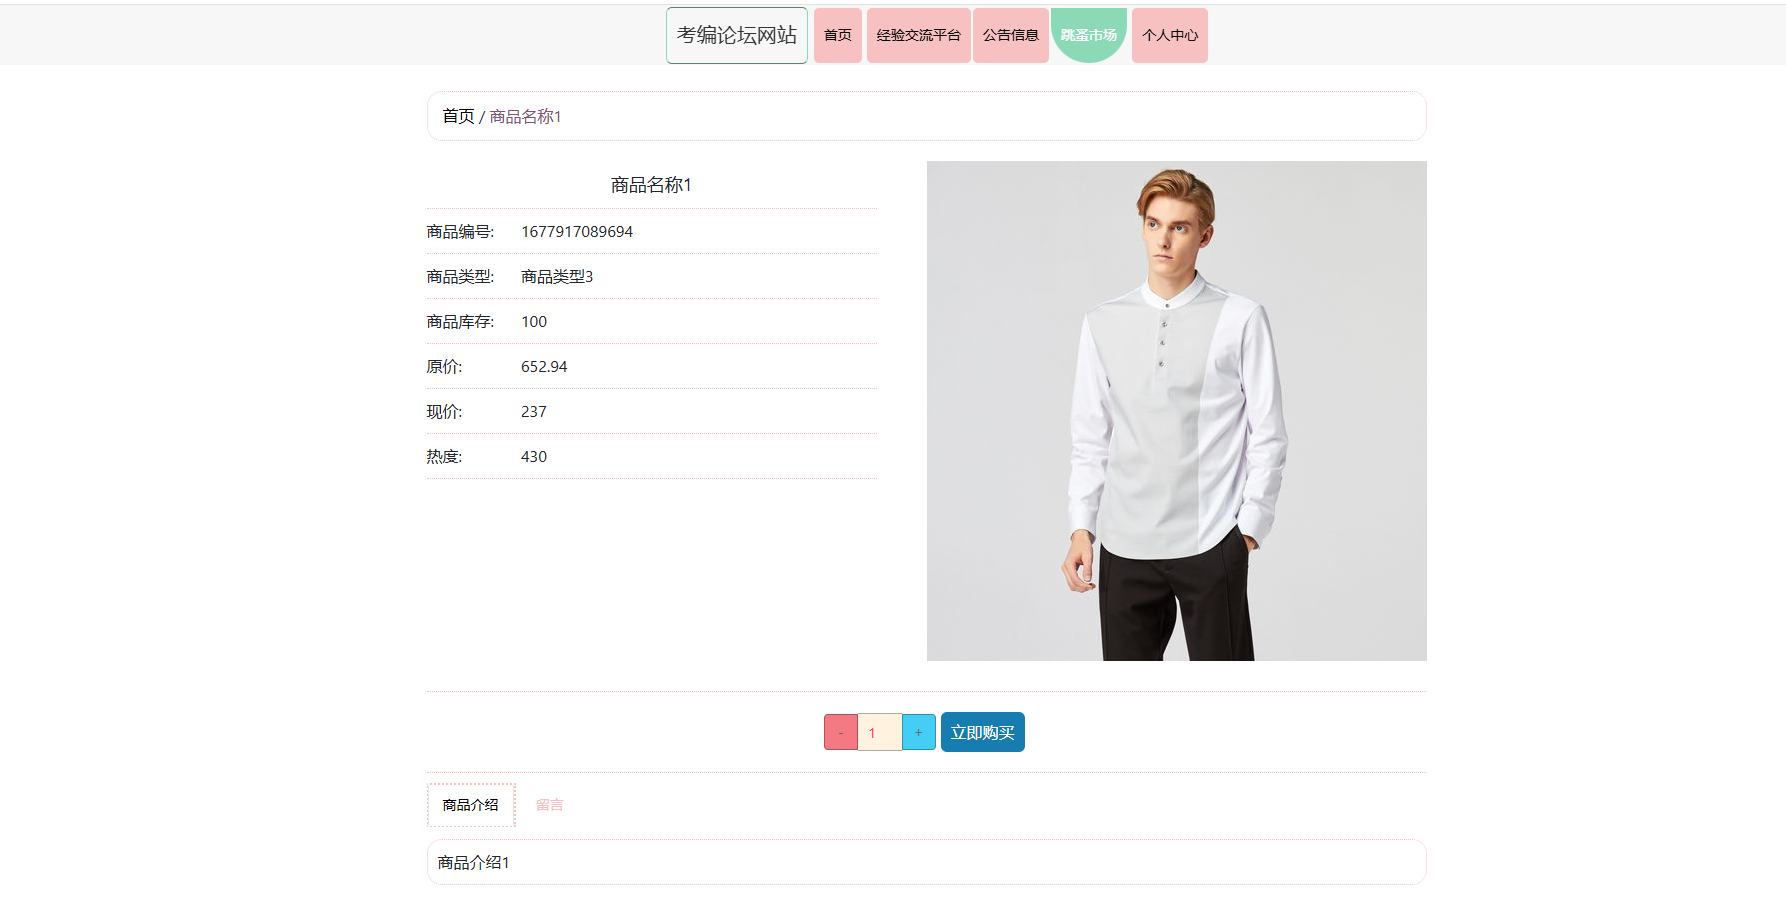 考编论坛网站 首页 经验交流平台 公告信息 跳蚤市场 个人中心
首页 / 商品名称1
商品名称1
商品编号: 1677917089694
商品类型: 商品类型3
商品库存: 100
原价: 652.94
现价: 237
热度: 430
- 1 + 立即购买
商品介绍 留言
商品介绍1